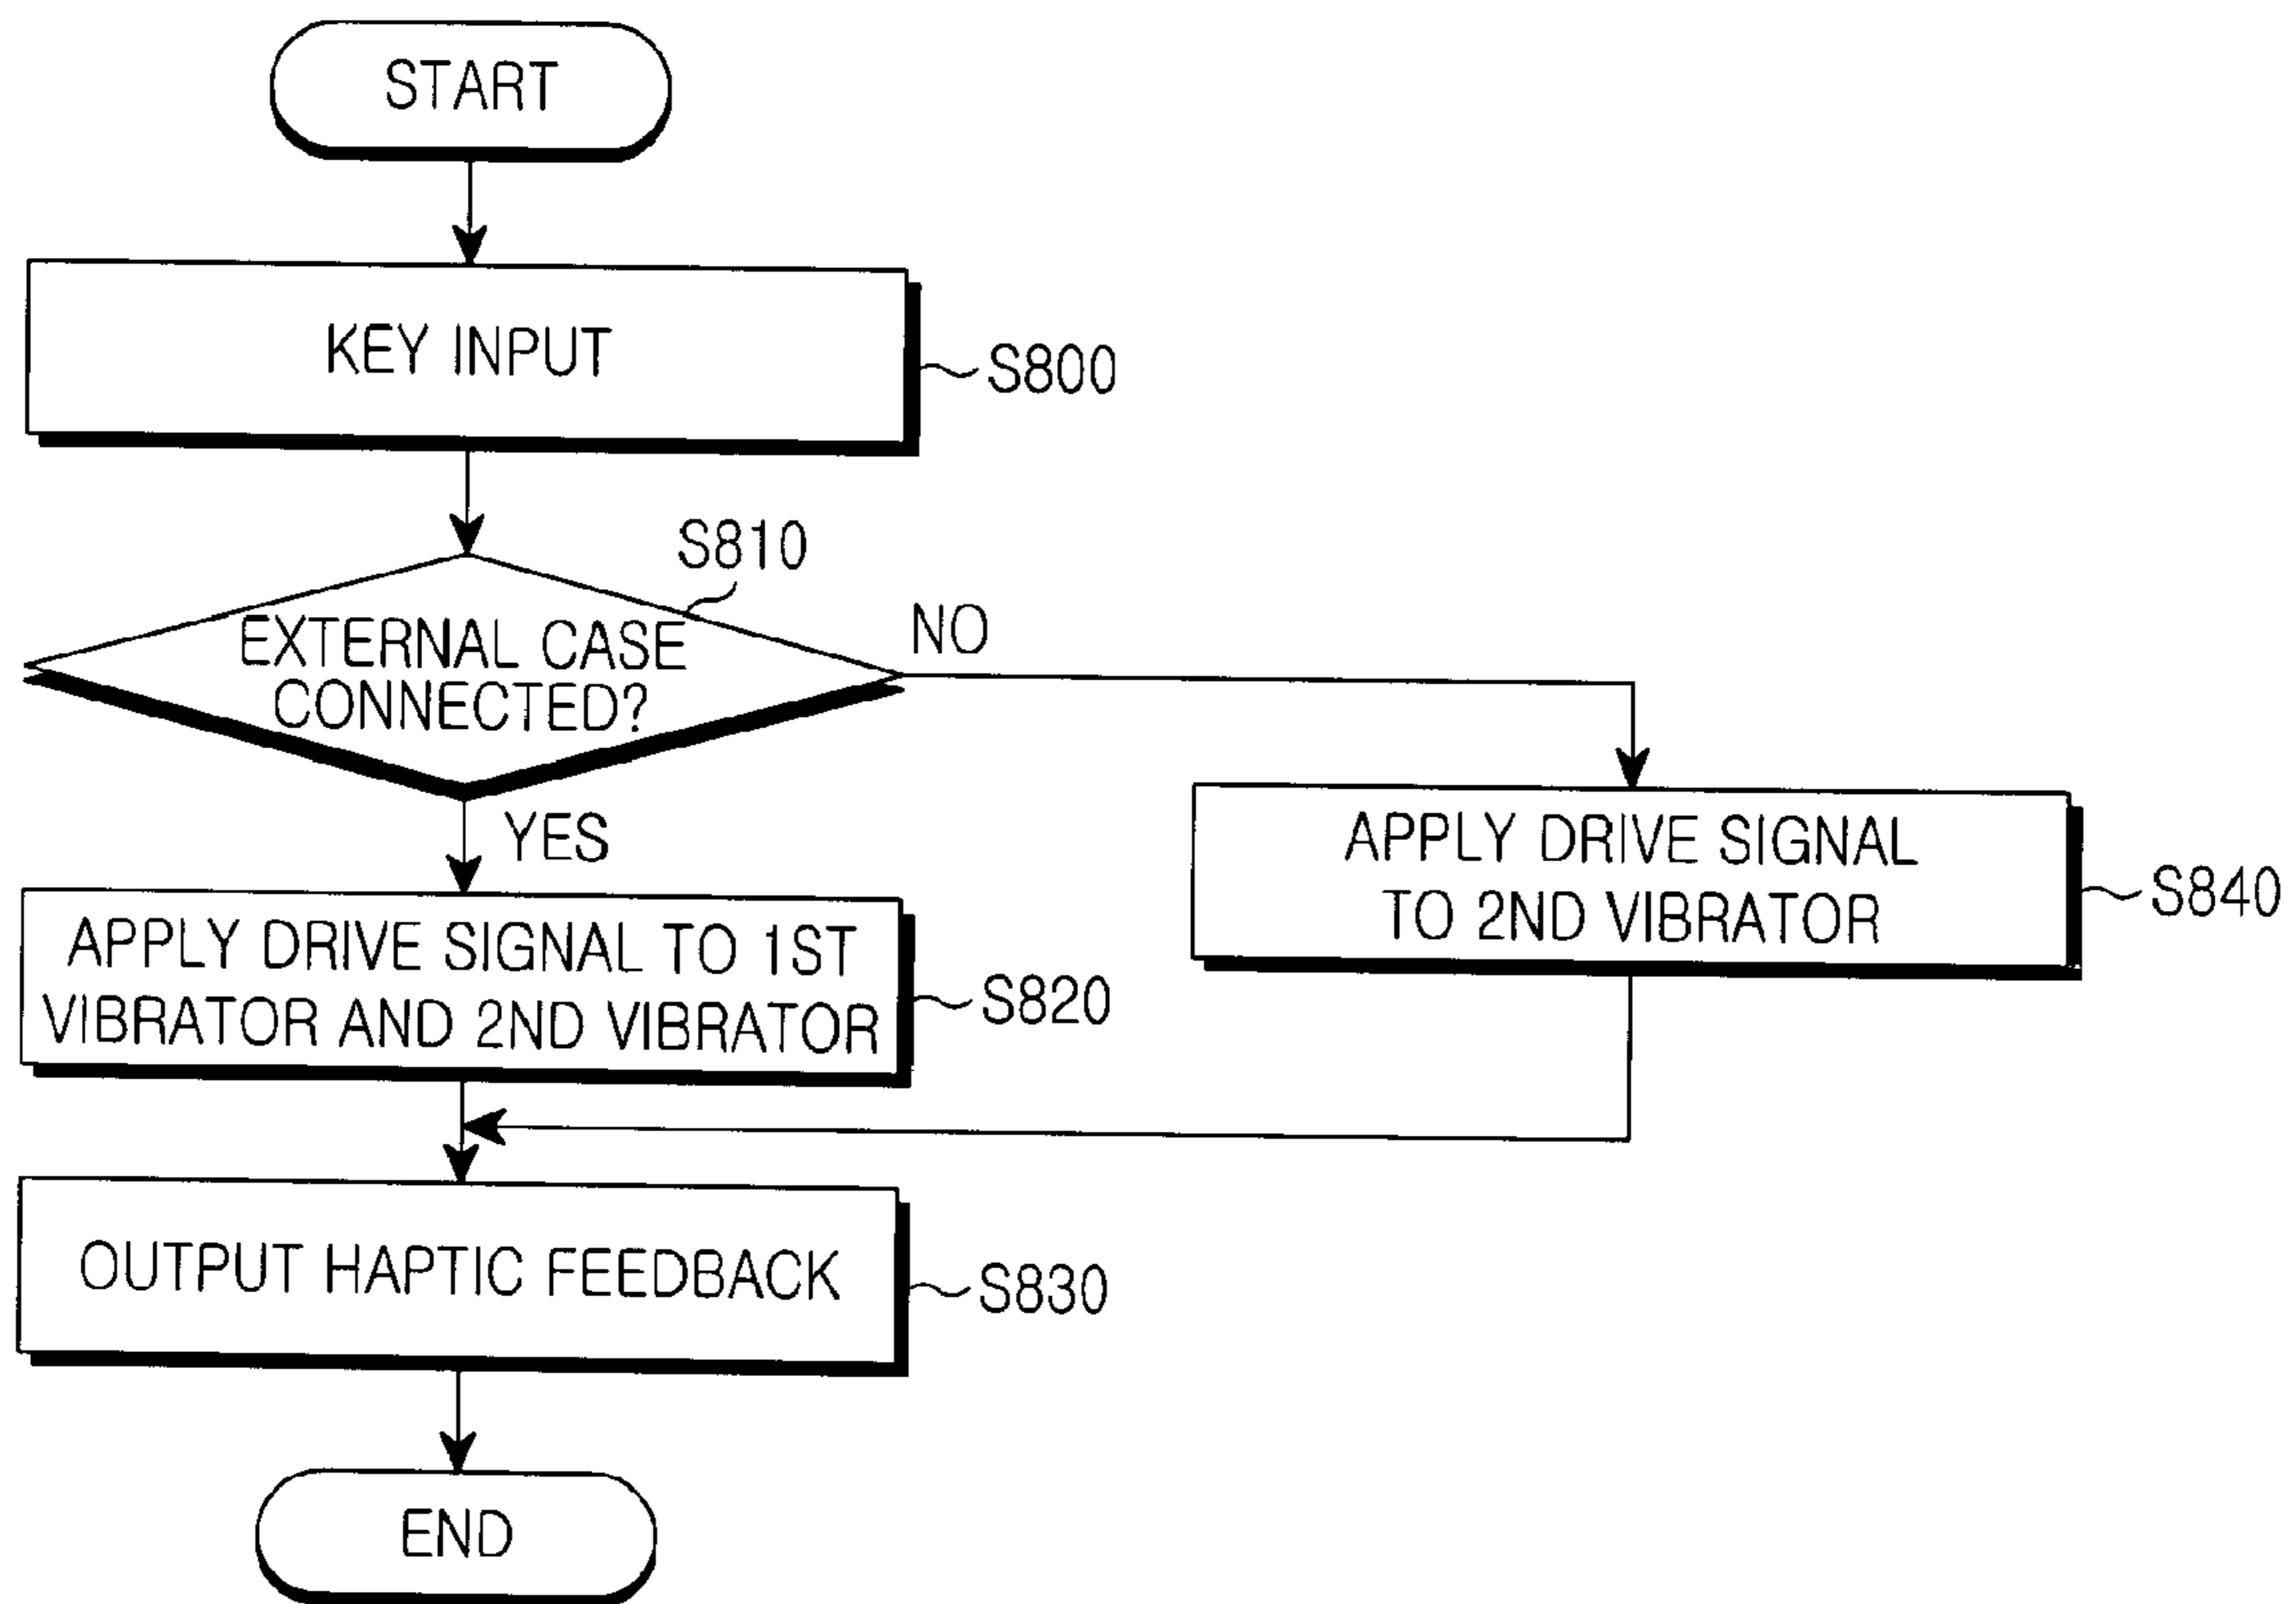 START
KEY INPUT
S800
S810
EXTERNAL CASE
CONNECTED?
NO
YES
APPLY DRIVE SIGNAL
TO 2ND VIBRATOR
S840
APPLY DRIVE SIGNAL TO 1ST
VIBRATOR AND 2ND VIBRATOR
S820
OUTPUT HAPTIC FEEDBACK
S830
END